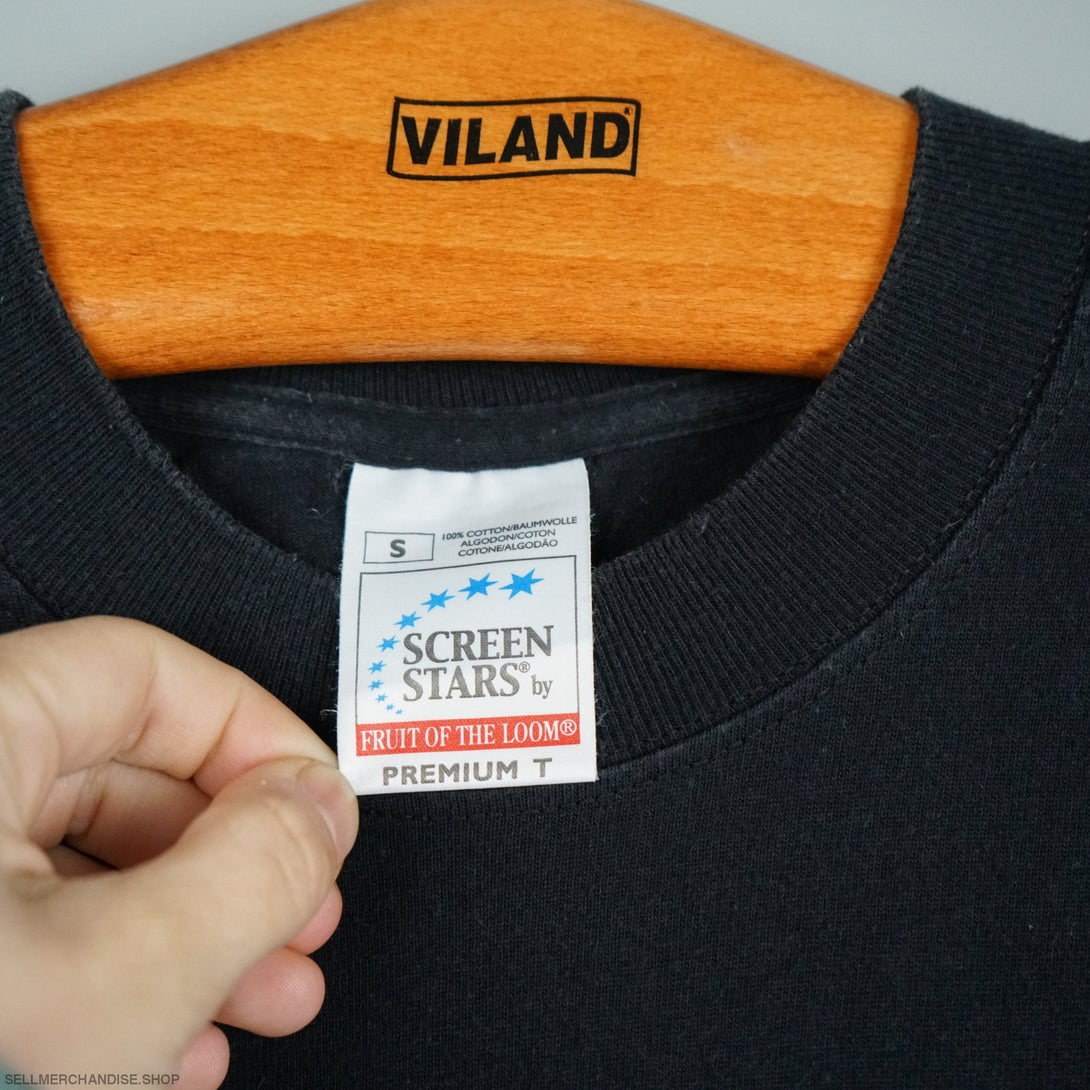 VILAND®
S
100% COTTON/BAUMWOLLE
ALGODON/COTON
COTONE/ALGODÃO
SCREEN
STARS® by
FRUIT OF THE LOOM®
PREMIUM T
SELLMERCHANDISE.SHOP